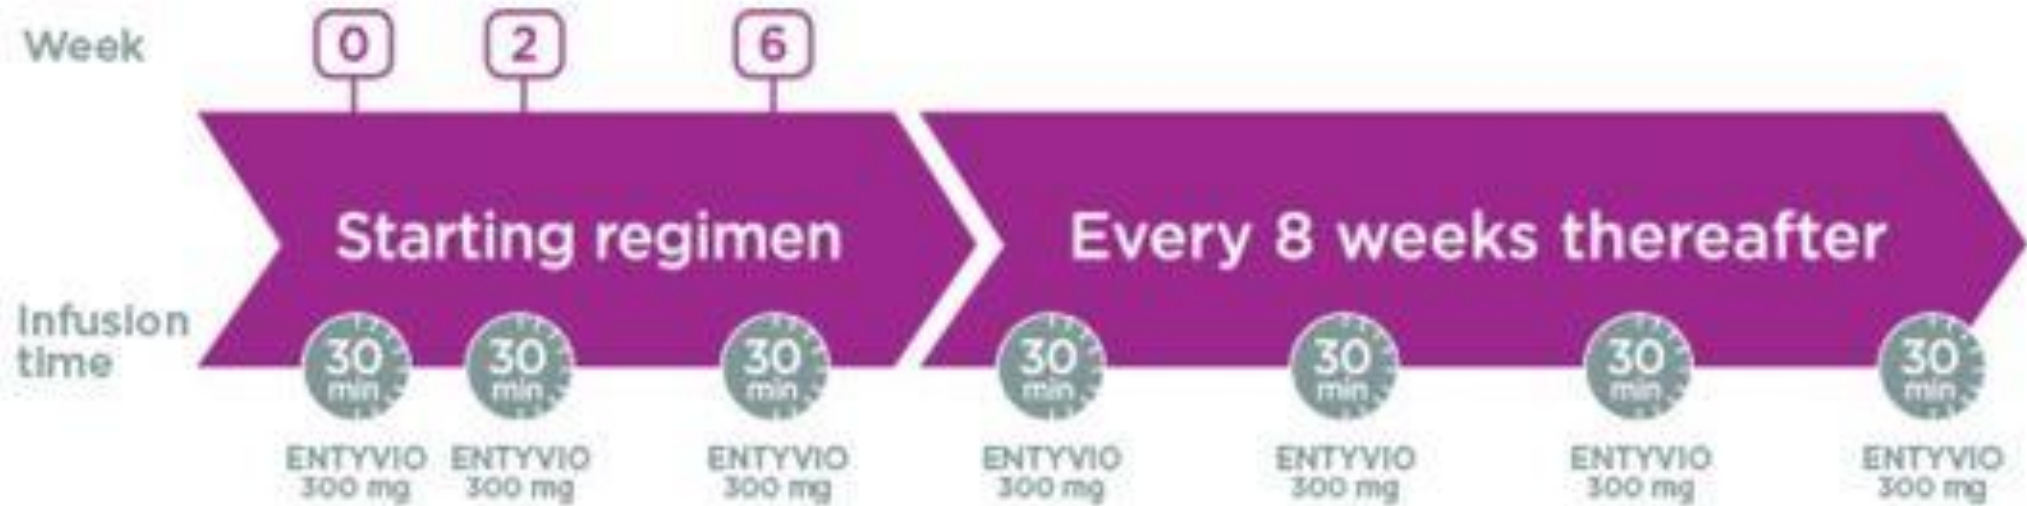 Week 0 2 6
Starting regimen Every 8 weeks thereafter
Infusion
time
30 30 30 30 30 30 30
min min min min min min min
ENTYVIO ENTYVIO ENTYVIO ENTYVIO ENTYVIO ENTYVIO ENTYVIO
300 mg 300 mg 300 mg 300 mg 300 mg 300 mg 300 mg